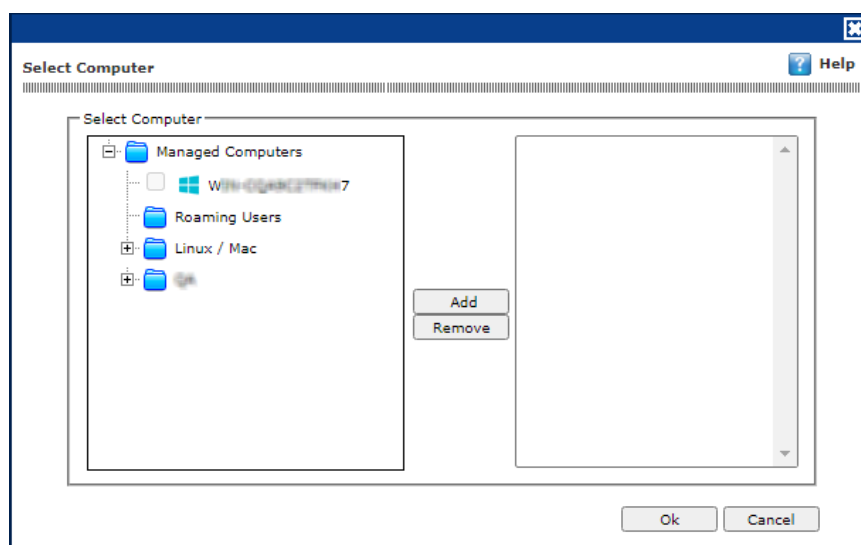 Select Computer
Help
Select Computer
Managed Computers
Roaming Users
Linux / Mac
Add
Remove
Ok
Cancel